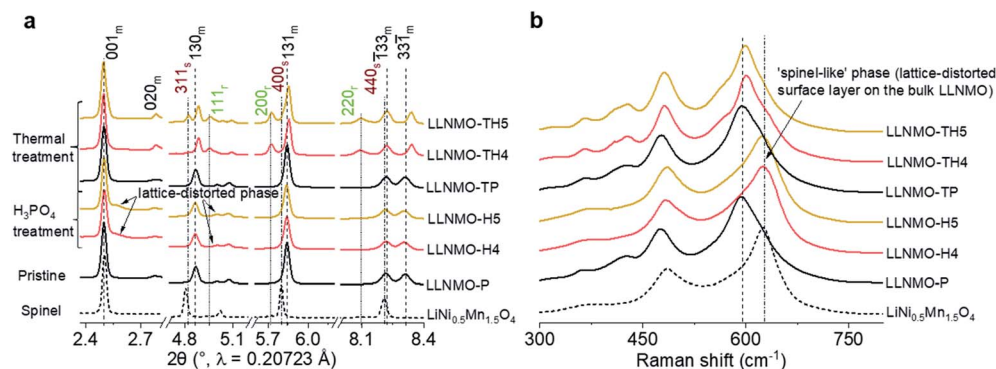 a
001m
020m
311s
130m
111r
200r
400s
131m
220r
440s
1̄33m
33̄1m
Thermal
treatment
H3PO4
treatment
Pristine
Spinel
lattice-distorted phase
LLNMO-TH5
LLNMO-TH4
LLNMO-TP
LLNMO-H5
LLNMO-H4
LLNMO-P
LiNi0.5Mn1.5O4
2.4 2.7 4.8 5.1 5.7 6.0 8.1 8.4
2θ (°, λ = 0.20723 Å)
b
'spinel-like' phase (lattice-distorted
surface layer on the bulk LLNMO)
LLNMO-TH5
LLNMO-TH4
LLNMO-TP
LLNMO-H5
LLNMO-H4
LLNMO-P
LiNi0.5Mn1.5O4
300 450 600 750
Raman shift (cm-1)